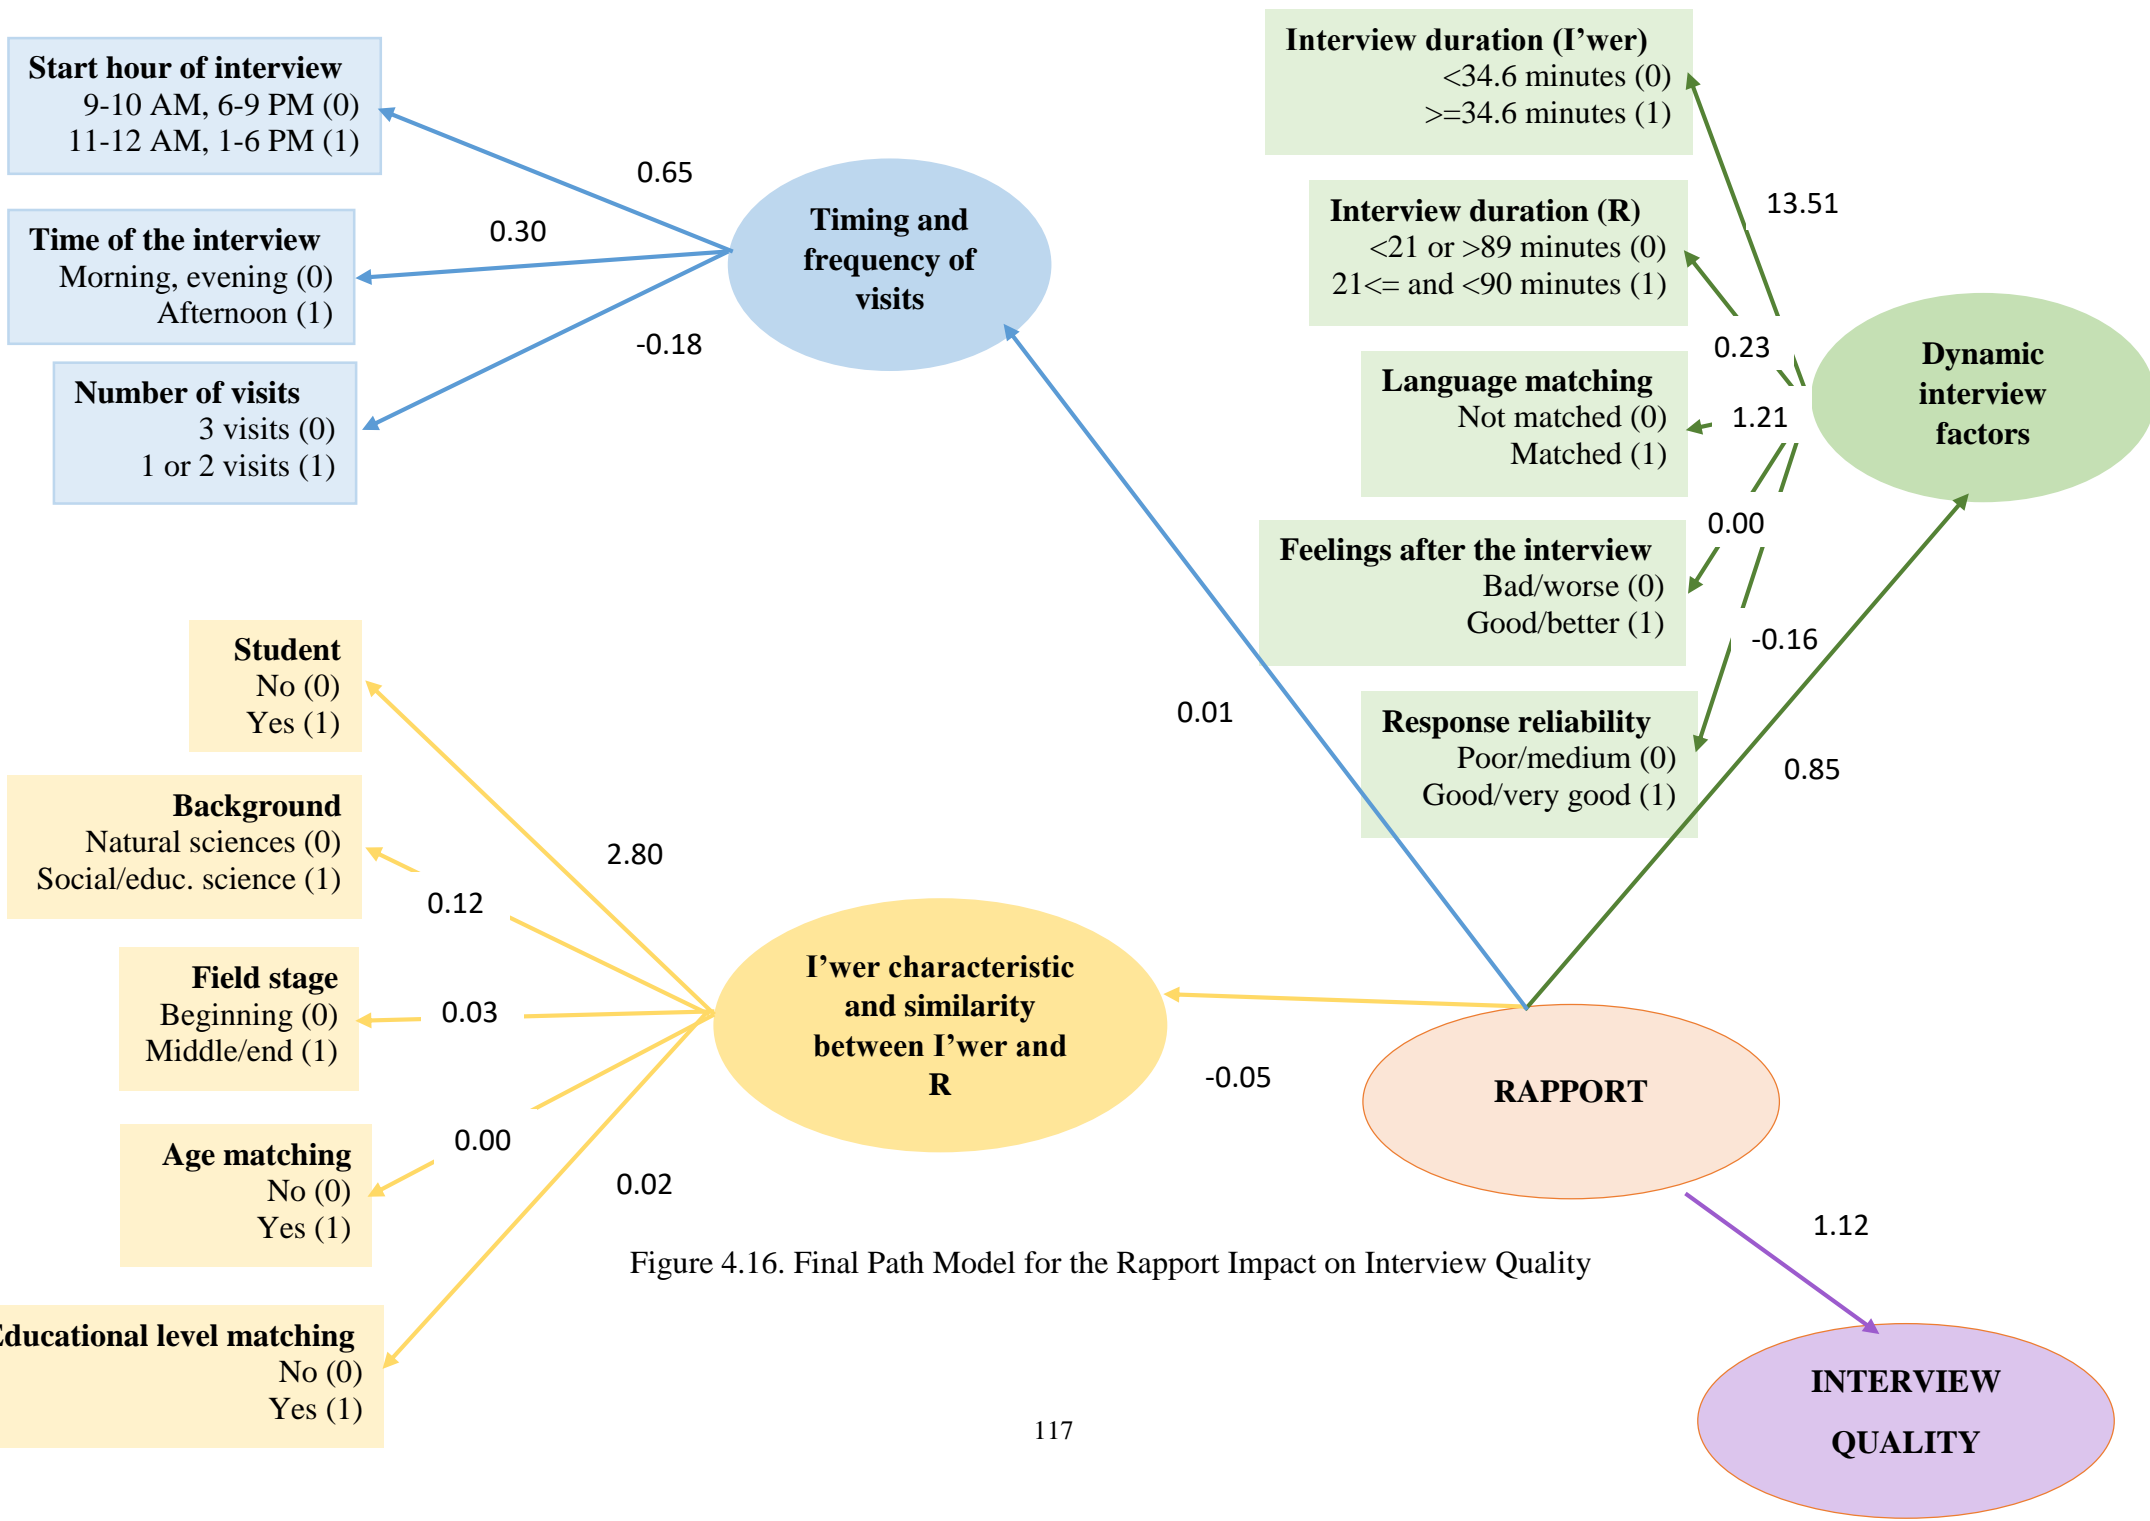 Start hour of interview
9-10 AM, 6-9 PM (0)
11-12 AM, 1-6 PM (1)
Time of the interview
Morning, evening (0)
Afternoon (1)
Number of visits
3 visits (0)
1 or 2 visits (1)
0.65
0.30
-0.18
Timing and
frequency of
visits
Interview duration (I’wer)
<34.6 minutes (0)
>=34.6 minutes (1)
Interview duration (R)
<21 or >89 minutes (0)
21<= and <90 minutes (1)
Language matching
Not matched (0)
Matched (1)
Feelings after the interview
Bad/worse (0)
Good/better (1)
Response reliability
Poor/medium (0)
Good/very good (1)
13.51
0.23
1.21
0.00
-0.16
Dynamic
interview
factors
0.01
0.85
Student
No (0)
Yes (1)
Background
Natural sciences (0)
Social/educ. science (1)
Field stage
Beginning (0)
Middle/end (1)
Age matching
No (0)
Yes (1)
Educational level matching
No (0)
Yes (1)
2.80
0.12
0.03
0.00
0.02
I’wer characteristic
and similarity
between I’wer and
R
-0.05
RAPPORT
1.12
Figure 4.16. Final Path Model for the Rapport Impact on Interview Quality
INTERVIEW
QUALITY
117